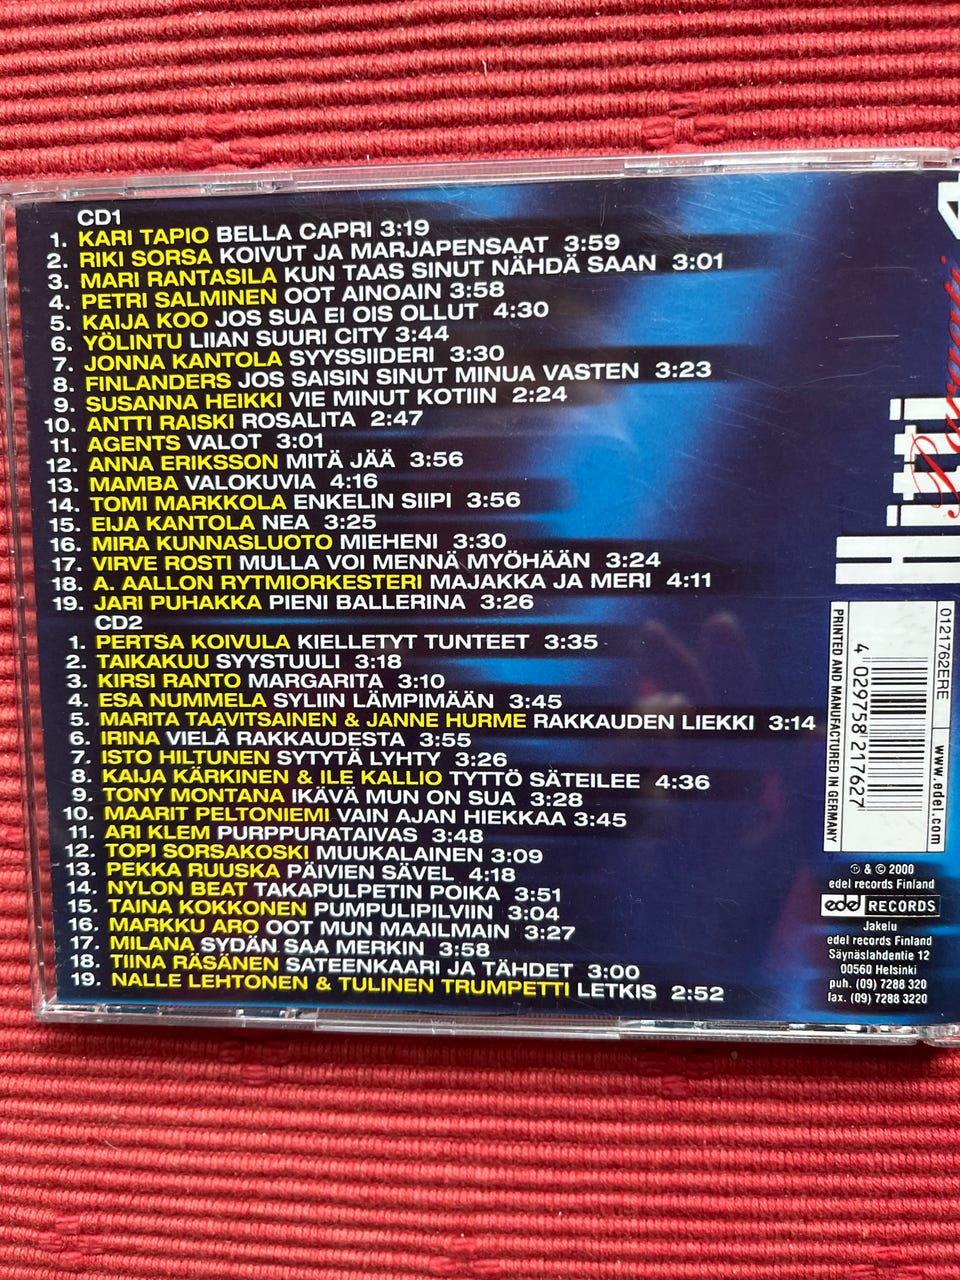 CD1
1. KARI TAPIO BELLA CAPRI 3:19
2. RIKI SORSA KOIVUT JA MARJAPENSAAT 3:59
3. MARI RANTASILA KUN TAAS SINUT NÄHDÄ SAAN 3:01
4. PETRI SALMINEN OOT AINOAIN 3:58
5. KAIJA KOO JOS SUA EI OIS OLLUT 4:30
6. YÖLINTU LIIAN SUURI CITY 3:44
7. JONNA KANTOLA SYYSSIIDERI 3:30
8. FINLANDERS JOS SAISIN SINUT MINUA VASTEN 3:23
9. SUSANNA HEIKKI VIE MINUT KOTIIN 2:24
10. ANTTI RAISKI ROSALITA 2:47
11. AGENTS VALOT 3:01
12. ANNA ERIKSSON MITÄ JÄÄ 3:56
13. MAMBA VALOKUVIA 4:16
14. TOMI MARKKOLA ENKELIN SIIPI 3:56
15. EIJA KANTOLA NEA 3:25
16. MIRA KUNNASLUOTO MIEHENI 3:30
17. VIRVE ROSTI MULLA VOI MENNÄ MYÖHÄÄN 3:24
18. A. AALLON RYTMIORKESTERI MAJAKKA JA MERI 4:11
19. JARI PUHAKKA PIENI BALLERINA 3:26
CD2
1. PERTSA KOIVULA KIELLETYT TUNTEET 3:35
2. TAIKAKUU SYYSTUULI 3:18
3. KIRSI RANTO MARGARITA 3:10
4. ESA NUMMELA SYLIIN LÄMPIMÄÄN 3:45
5. MARITA TAAVITSAINEN & JANNE HURME RAKKAUDEN LIEKKI 3:14
6. IRINA VIELÄ RAKKAUDESTA 3:55
7. ISTO HILTUNEN SYTYTÄ LYHTY 3:26
8. KAIJA KÄRKINEN & ILE KALLIO TYTTÖ SÄTEILEE 4:36
9. TONY MONTANA IKÄVÄ MUN ON SUA 3:28
10. MAARIT PELTONIEMI VAIN AJAN HIEKKAA 3:45
11. ARI KLEM PURPPURATAIVAS 3:48
12. TOPI SORSAKOSKI MUUKALAINEN 3:09
13. PEKKA RUUSKA PÄIVIEN SÄVEL 4:18
14. NYLON BEAT TAKAPULPETIN POIKA 3:51
15. TAINA KOKKONEN PUMPULIPILVIIN 3:04
16. MARKKU ARO OOT MUN MAAILMAIN 3:27
17. MILANA SYDÄN SAA MERKIN 3:58
18. TIINA RÄSÄNEN SATEENKAARI JA TÄHDET 3:00
19. NALLE LEHTONEN & TULINEN TRUMPETTI LETKIS 2:52
0121762ERE
www.edel.com
4 029758 217627
PRINTED AND MANUFACTURED IN GERMANY
℗ & © 2000
edel records Finland
edel RECORDS
Jakelu
edel records Finland
Säynäslahdentie 12
00560 Helsinki
puh. (09) 7288 320
fax. (09) 7288 3220